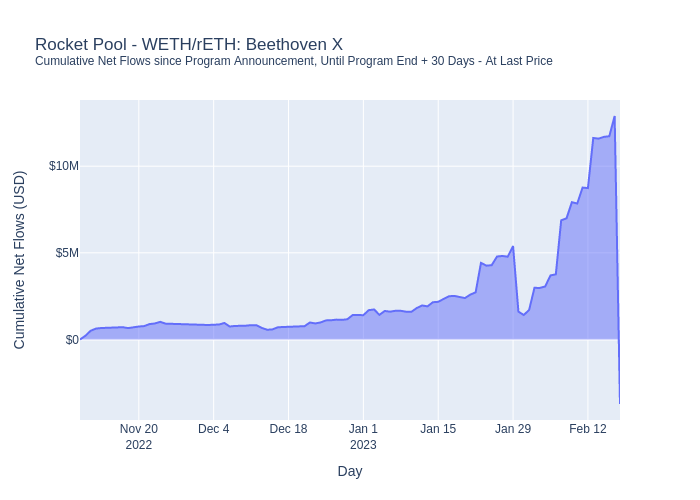 Rocket Pool - WETH/rETH: Beethoven X
Cumulative Net Flows since Program Announcement, Until Program End + 30 Days - At Last Price
Cumulative Net Flows (USD)
$10M
$5M
$0
Nov 20
2022
Dec 4
Dec 18
Jan 1
2023
Jan 15
Jan 29
Feb 12
Day